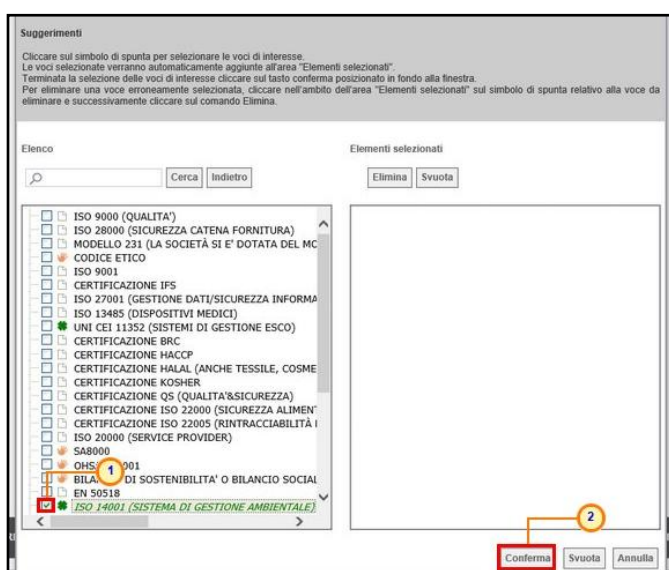 Suggerimenti
Cliccare sul simbolo di spunta per selezionare le voci di interesse.
Le voci selezionate verranno automaticamente aggiunte all'area "Elementi selezionati".
Terminata la selezione delle voci di interesse cliccare sul tasto conferma posizionato in fondo alla finestra.
Per eliminare una voce erroneamente selezionata, cliccare nell'ambito dell'area "Elementi selezionati" sul simbolo di spunta relativo alla voce da
eliminare e successivamente cliccare sul comando Elimina.
Elenco
Elementi selezionati
Cerca Indietro
Elimina Svuota
ISO 9000 (QUALITA')
ISO 28000 (SICUREZZA CATENA FORNITURA)
MODELLO 231 (LA SOCIETÀ SI E' DOTATA DEL MC
CODICE ETICO
ISO 9001
CERTIFICAZIONE IFS
ISO 27001 (GESTIONE DATI/SICUREZZA INFORMA
ISO 13485 (DISPOSITIVI MEDICI)
UNI CEI 11352 (SISTEMI DI GESTIONE ESCO)
CERTIFICAZIONE BRC
CERTIFICAZIONE HACCP
CERTIFICAZIONE HALAL (ANCHE TESSILE, COSME
CERTIFICAZIONE KOSHER
CERTIFICAZIONE QS (QUALITA'&SICUREZZA)
CERTIFICAZIONE ISO 22000 (SICUREZZA ALIMENT
CERTIFICAZIONE ISO 22005 (RINTRACCIABILITÀ
ISO 20000 (SERVICE PROVIDER)
SA8000
OHS 001
1
BILA DI SOSTENIBILITA' O BILANCIO SOCIAL
EN 50518
ISO 14001 (SISTEMA DI GESTIONE AMBIENTALE)
2
Conferma Svuota Annulla